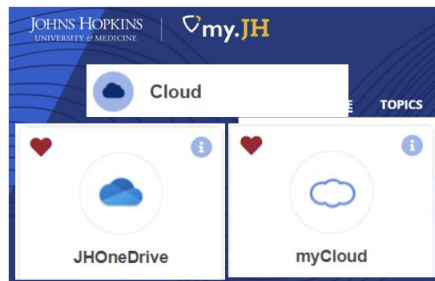 JOHNS HOPKINS
UNIVERSITY & MEDICINE
my.JH
Cloud
E TOPICS
JHOneDrive
myCloud